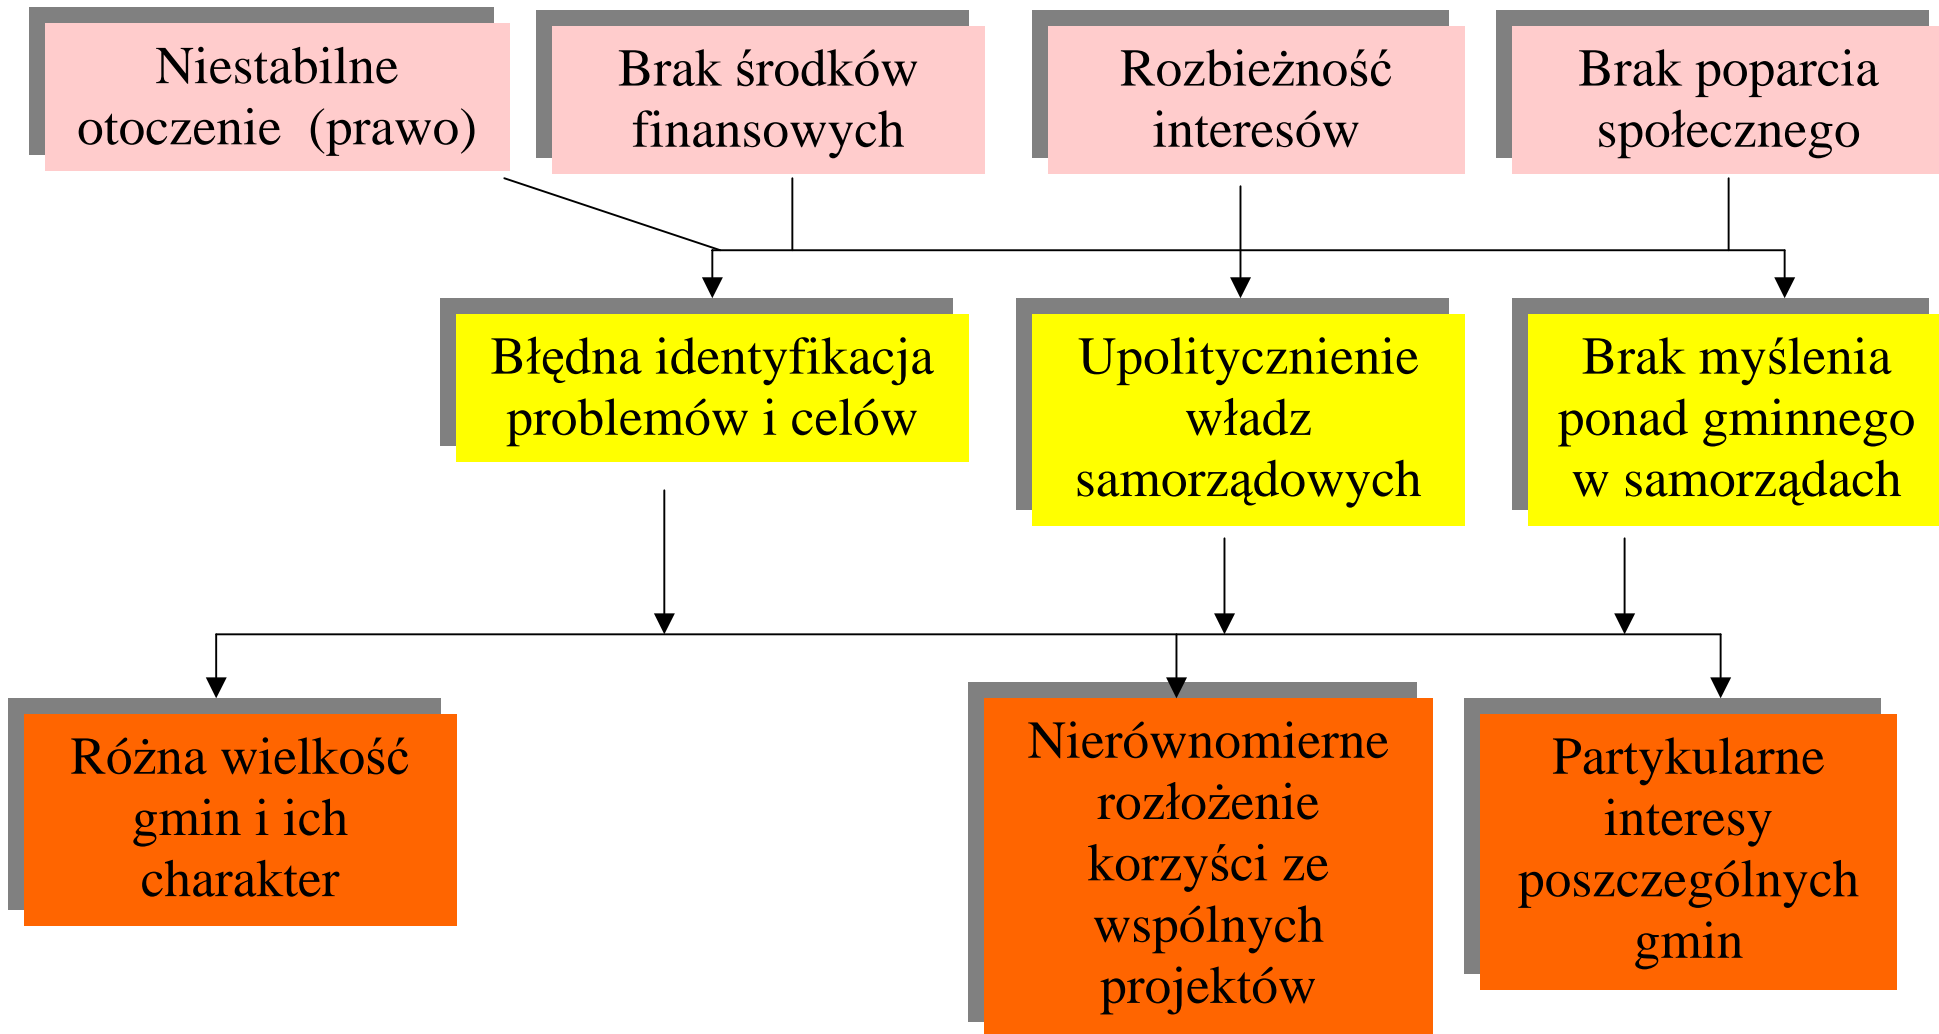 Niestabilne
otoczenie  (prawo)
Brak środków
finansowych
Rozbieżność
interesów
Brak poparcia
społecznego
Błędna identyfikacja
problemów i celów
Upolitycznienie
władz
samorządowych
Brak myślenia
ponad gminnego
w samorządach
Różna wielkość
gmin i ich
charakter
Nierównomierne
rozłożenie
korzyści ze
wspólnych
projektów
Partykularne
interesy
poszczególnych
gmin